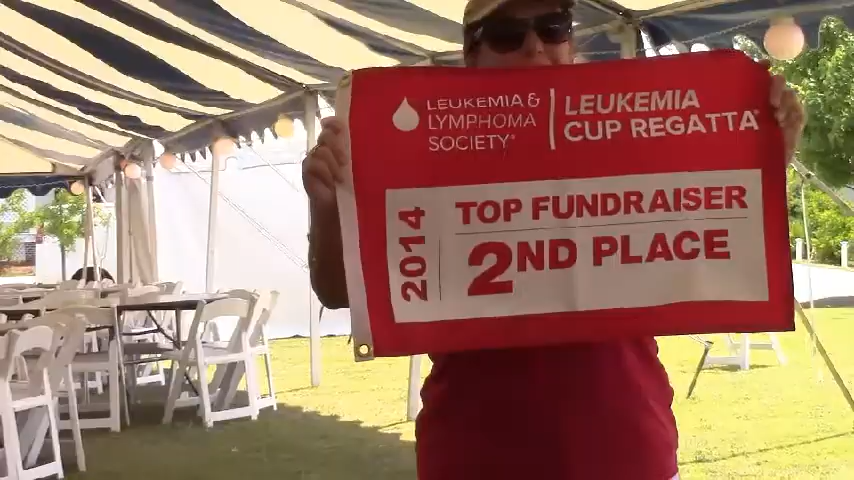 LEUKEMIA &
LYMPHOMA
SOCIETY®
LEUKEMIA
CUP REGATTA®
2014
TOP FUNDRAISER
2ND PLACE